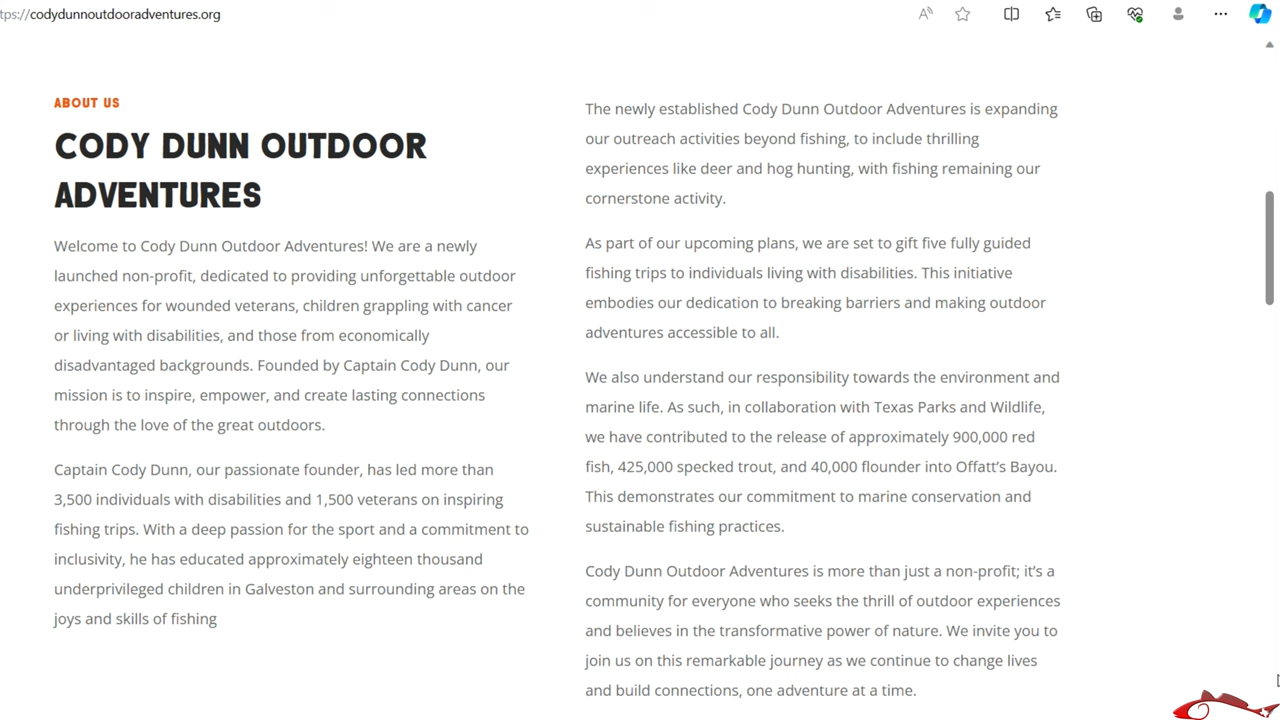 tps://codydunnoutdooradventures.org
ABOUT US
CODY DUNN OUTDOOR
ADVENTURES
Welcome to Cody Dunn Outdoor Adventures! We are a newly
launched non-profit, dedicated to providing unforgettable outdoor
experiences for wounded veterans, children grappling with cancer
or living with disabilities, and those from economically
disadvantaged backgrounds. Founded by Captain Cody Dunn, our
mission is to inspire, empower, and create lasting connections
through the love of the great outdoors.
Captain Cody Dunn, our passionate founder, has led more than
3,500 individuals with disabilities and 1,500 veterans on inspiring
fishing trips. With a deep passion for the sport and a commitment to
inclusivity, he has educated approximately eighteen thousand
underprivileged children in Galveston and surrounding areas on the
joys and skills of fishing
The newly established Cody Dunn Outdoor Adventures is expanding
our outreach activities beyond fishing, to include thrilling
experiences like deer and hog hunting, with fishing remaining our
cornerstone activity.
As part of our upcoming plans, we are set to gift five fully guided
fishing trips to individuals living with disabilities. This initiative
embodies our dedication to breaking barriers and making outdoor
adventures accessible to all.
We also understand our responsibility towards the environment and
marine life. As such, in collaboration with Texas Parks and Wildlife,
we have contributed to the release of approximately 900,000 red
fish, 425,000 specked trout, and 40,000 flounder into Offatt’s Bayou.
This demonstrates our commitment to marine conservation and
sustainable fishing practices.
Cody Dunn Outdoor Adventures is more than just a non-profit; it’s a
community for everyone who seeks the thrill of outdoor experiences
and believes in the transformative power of nature. We invite you to
join us on this remarkable journey as we continue to change lives
and build connections, one adventure at a time.